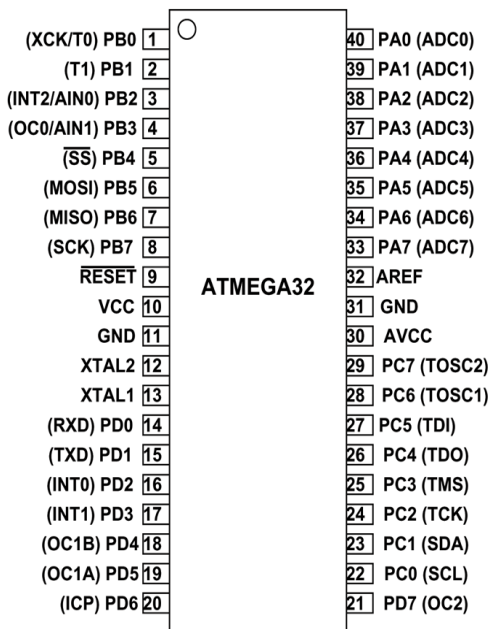 (XCK/T0) PB0 1 40 PA0 (ADC0)
(T1) PB1 2 39 PA1 (ADC1)
(INT2/AIN0) PB2 3 38 PA2 (ADC2)
(OC0/AIN1) PB3 4 37 PA3 (ADC3)
(S̅S̅) PB4 5 36 PA4 (ADC4)
(MOSI) PB5 6 35 PA5 (ADC5)
(MISO) PB6 7 34 PA6 (ADC6)
(SCK) PB7 8 33 PA7 (ADC7)
R̅E̅S̅E̅T̅ 9 32 AREF
ATMEGA32
VCC 10 31 GND
GND 11 30 AVCC
XTAL2 12 29 PC7 (TOSC2)
XTAL1 13 28 PC6 (TOSC1)
(RXD) PD0 14 27 PC5 (TDI)
(TXD) PD1 15 26 PC4 (TDO)
(INT0) PD2 16 25 PC3 (TMS)
(INT1) PD3 17 24 PC2 (TCK)
(OC1B) PD4 18 23 PC1 (SDA)
(OC1A) PD5 19 22 PC0 (SCL)
(ICP) PD6 20 21 PD7 (OC2)